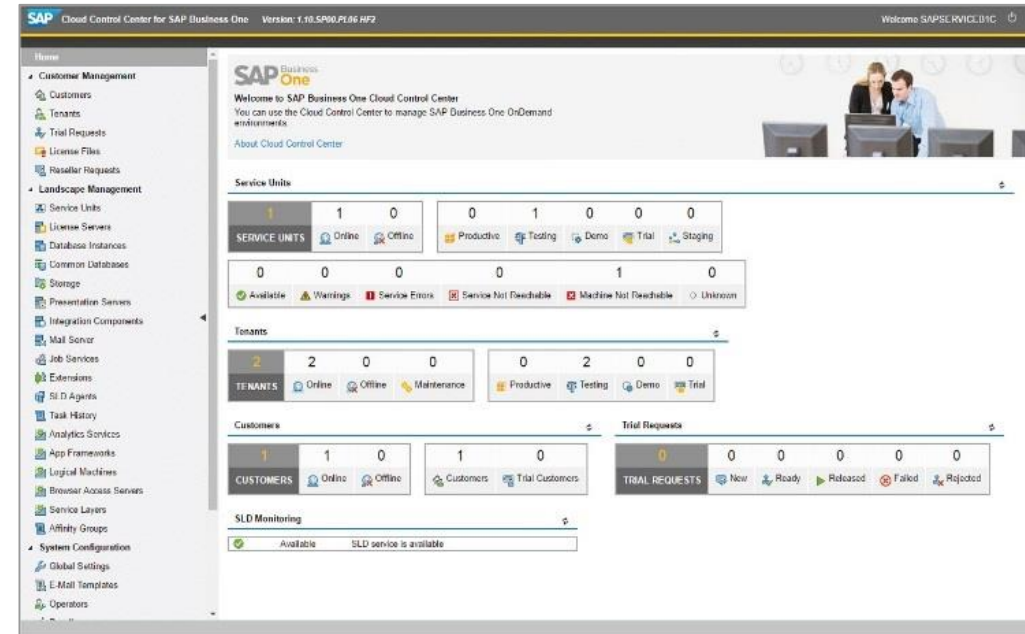 SAP Cloud Control Center for SAP Business One Version: 1.10.SP00.PL06 HF2
Welcome SAPSERVICEB1C
Home
Customer Management
Customers
Tenants
Trial Requests
License Files
Reseller Requests
Landscape Management
Service Units
License Servers
Database Instances
Common Databases
Storage
Presentation Servers
Integration Components
Mail Server
Job Services
Extensions
SLD Agents
Task History
Analytics Services
App Frameworks
Logical Machines
Browser Access Servers
Service Layers
Affinity Groups
System Configuration
Global Settings
E-Mail Templates
Operators
SAP Business One
Welcome to SAP Business One Cloud Control Center
You can use the Cloud Control Center to manage SAP Business One OnDemand
environments
About Cloud Control Center
Service Units
1 1 0 0 1 0 0 0
SERVICE UNITS Online Offline Productive Testing Demo Trial Staging
0 0 0 0 1 0
Available Warnings Service Errors Service Not Reachable Machine Not Reachable Unknown
Tenants
2 2 0 0 0 2 0 0
TENANTS Online Offline Maintenance Productive Testing Demo Trial
Customers
1 1 0 1 0
CUSTOMERS Online Offline Customers Trial Customers
Trial Requests
0 0 0 0 0 0
TRIAL REQUESTS New Ready Released Failed Rejected
SLD Monitoring
Available SLD service is available